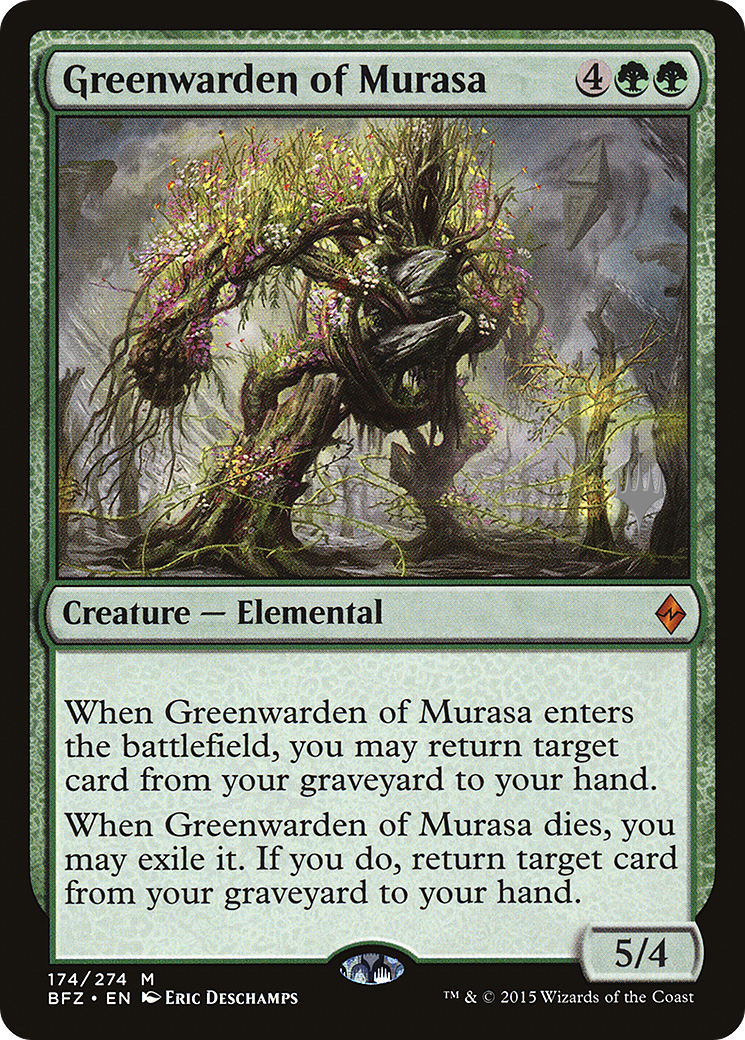 Greenwarden of Murasa 4
Creature — Elemental
When Greenwarden of Murasa enters
the battlefield, you may return target
card from your graveyard to your hand.
When Greenwarden of Murasa dies, you
may exile it. If you do, return target card
from your graveyard to your hand.
5/4
174/274 M
BFZ • EN Eric Deschamps
™ & © 2015 Wizards of the Coast